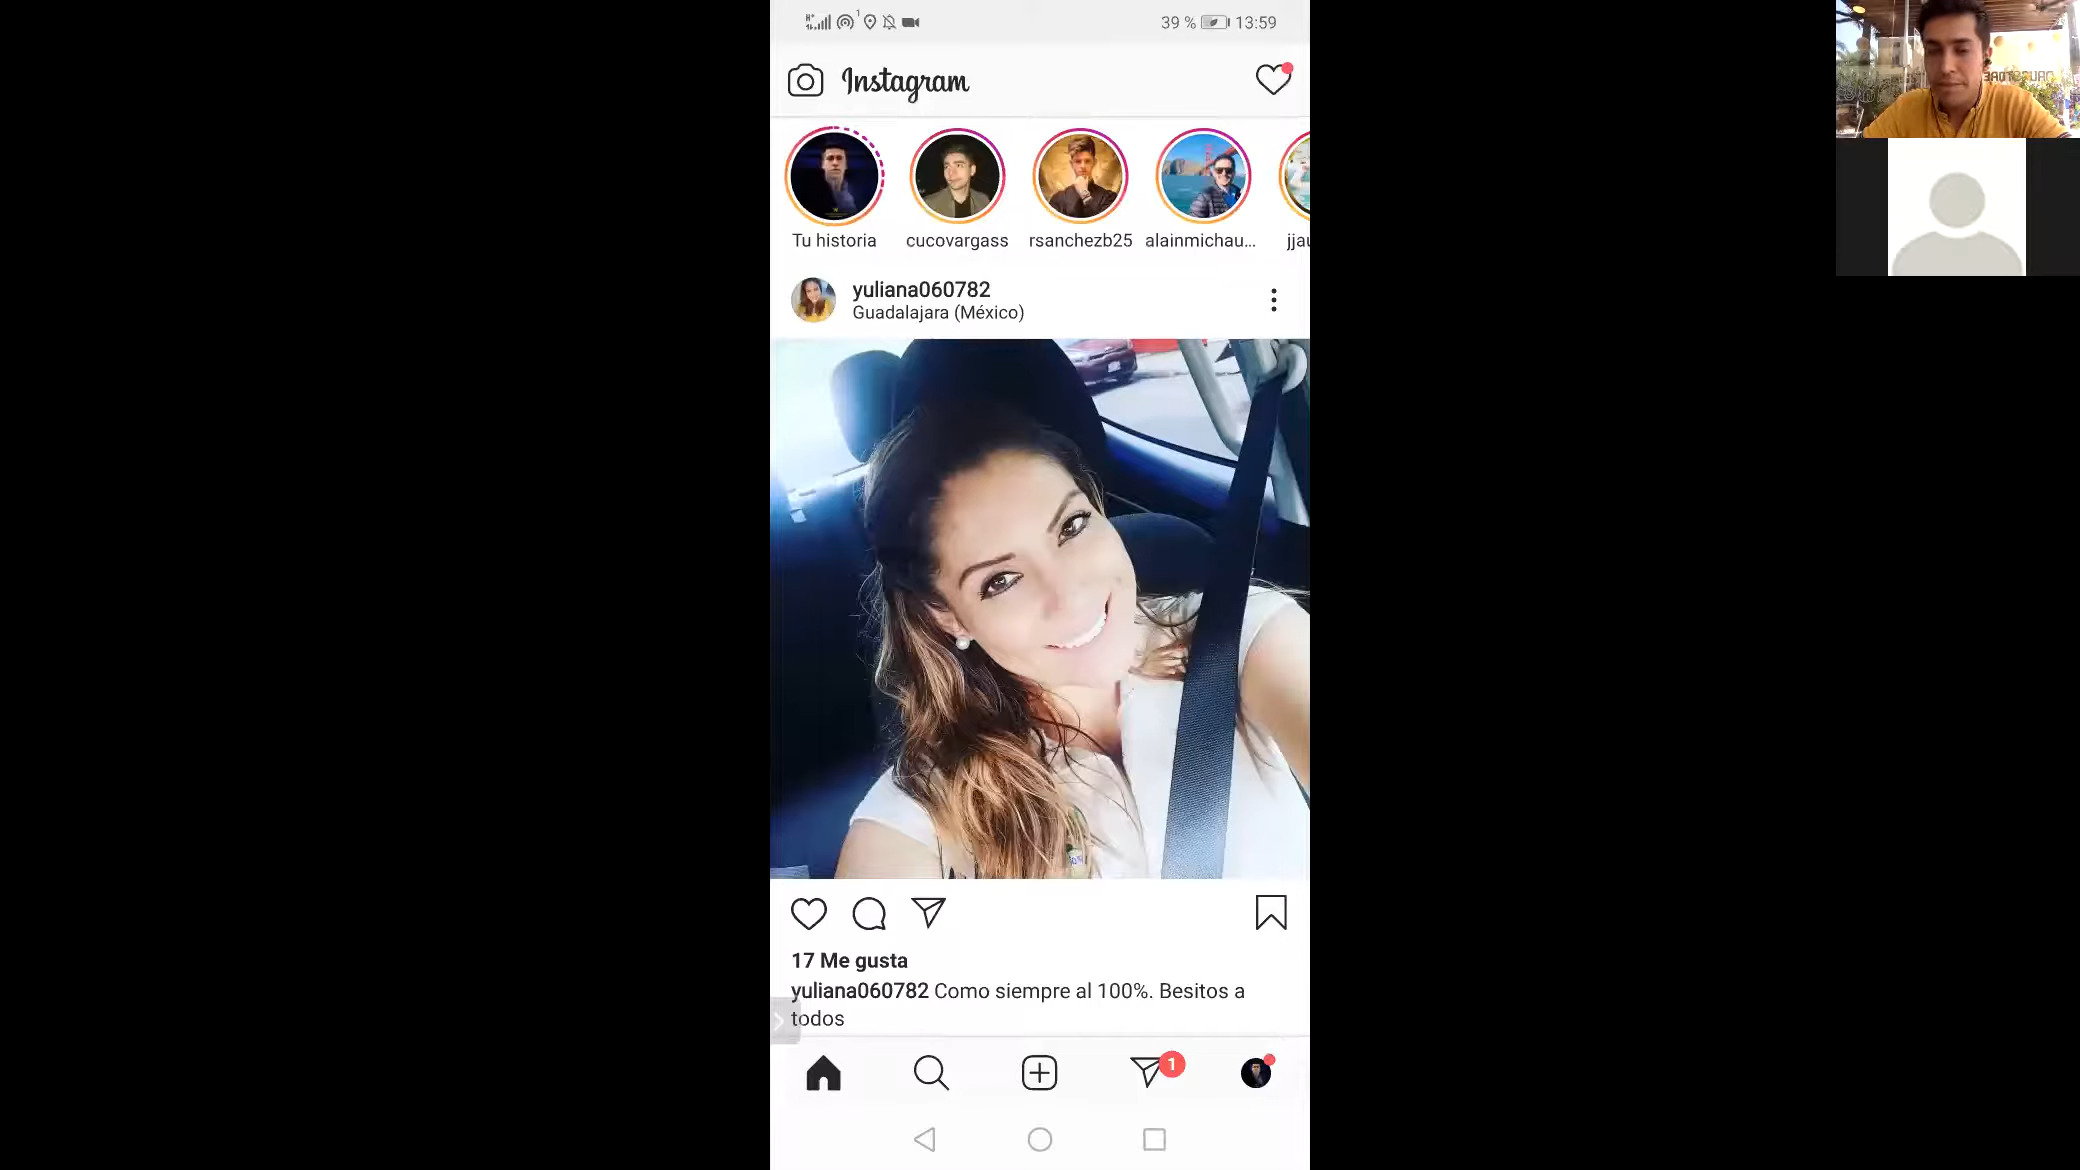 39 % 13:59
Instagram
Tu historia cucovargass rsanchezb25 alainmichau...
yuliana060782
Guadalajara (México)
17 Me gusta
yuliana060782 Como siempre al 100%. Besitos a
todos
1